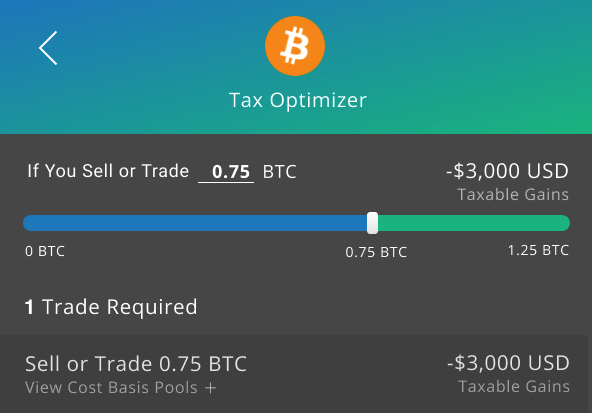 Tax Optimizer
If You Sell or Trade 0.75 BTC
-$3,000 USD
Taxable Gains
0 BTC
0.75 BTC
1.25 BTC
1 Trade Required
Sell or Trade 0.75 BTC
-$3,000 USD
View Cost Basis Pools +
Taxable Gains